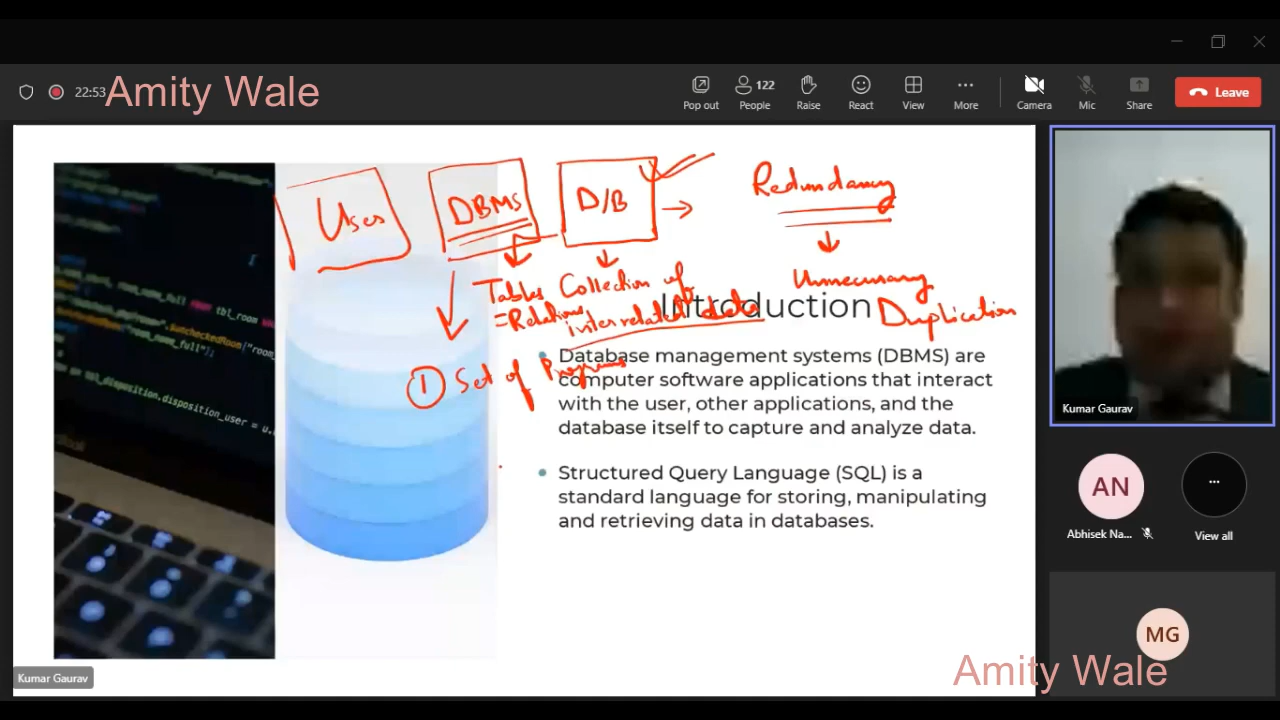 22:53
Amity Wale
Pop out
122
People
Raise
React
View
More
Camera
Mic
Share
Leave
User
DBMS
D/B
Redundancy
Tables
=Relations
Collection of
interrelated data
Unnecessary
Duplication
1 Set of Programs
Introduction
Database management systems (DBMS) are
computer software applications that interact
with the user, other applications, and the
database itself to capture and analyze data.
Structured Query Language (SQL) is a
standard language for storing, manipulating
and retrieving data in databases.
Kumar Gaurav
Kumar Gaurav
AN
Abhisek Na...
...
View all
MG
Amity Wale